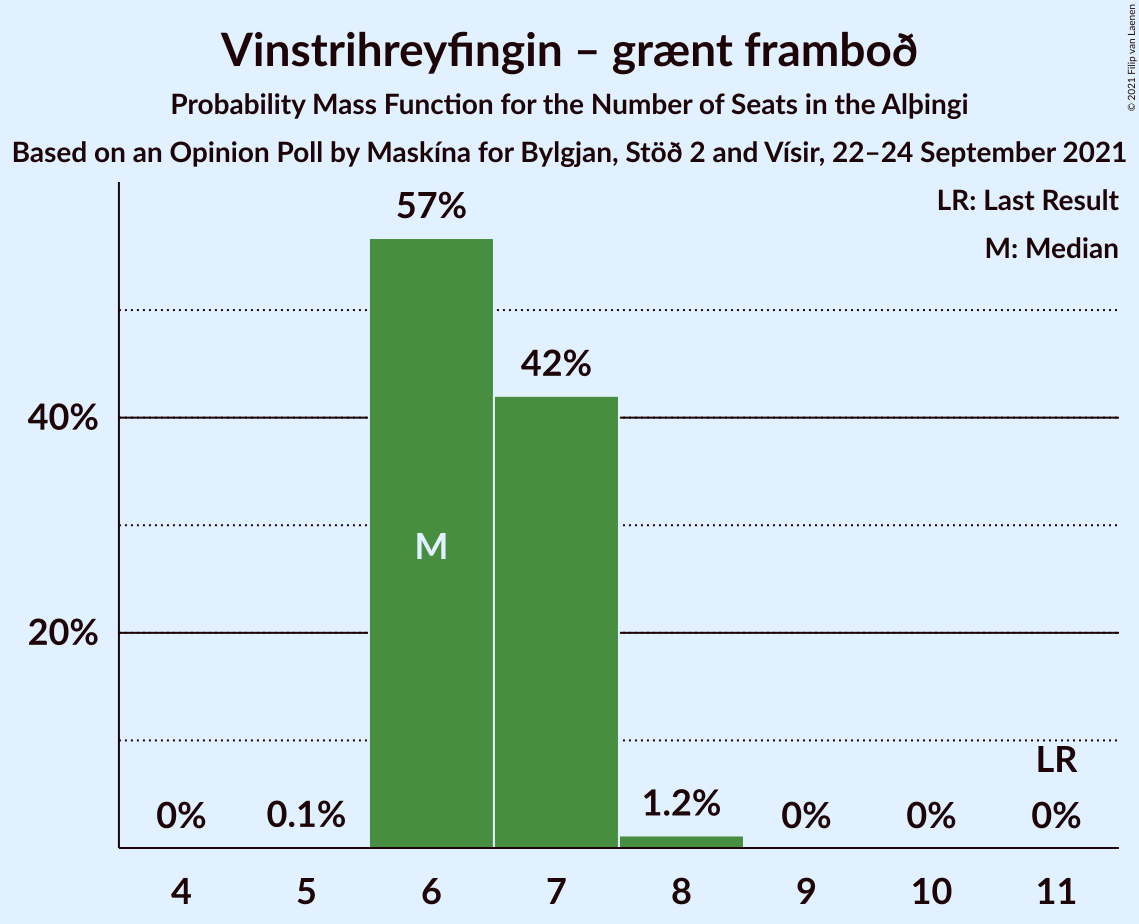 Vinstrihreyfingin – grænt framboð
Probability Mass Function for the Number of Seats in the Alþingi
Based on an Opinion Poll by Maskína for Bylgjan, Stöð 2 and Vísir, 22–24 September 2021
© 2021 Filip van Laenen
LR: Last Result
M: Median
57%
42%
40%
M
20%
LR
0% 0.1% 1.2% 0% 0% 0%
4 5 6 7 8 9 10 11